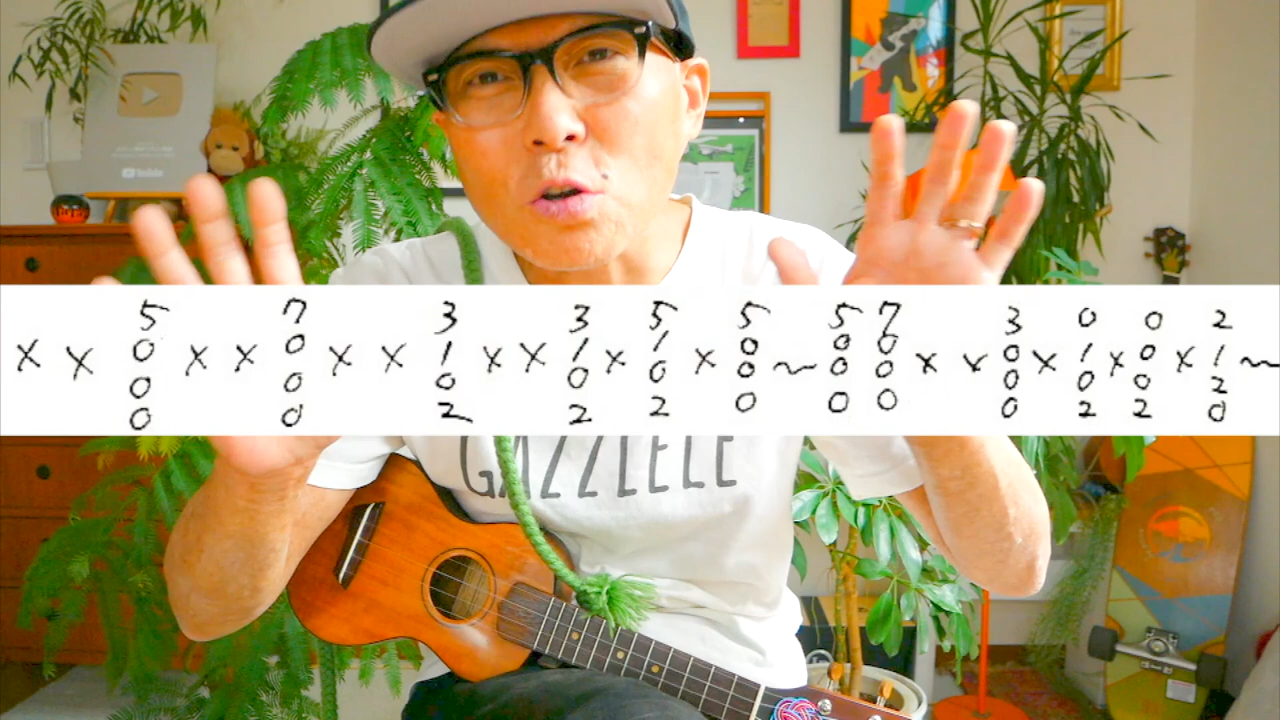 YouTube
5 7 3 3 5 5 5 7 3 0 0 2
X X 0 X X 0 X X 1 X X 1 X 1 X 0 ~ 0 0 X X 0 X 1 X 0 X 1 ~
0 0 0 0 0 0 0 0 0 0 0 2
0 0 2 2 2 0 0 0 0 2 2 0
GAZZLELE